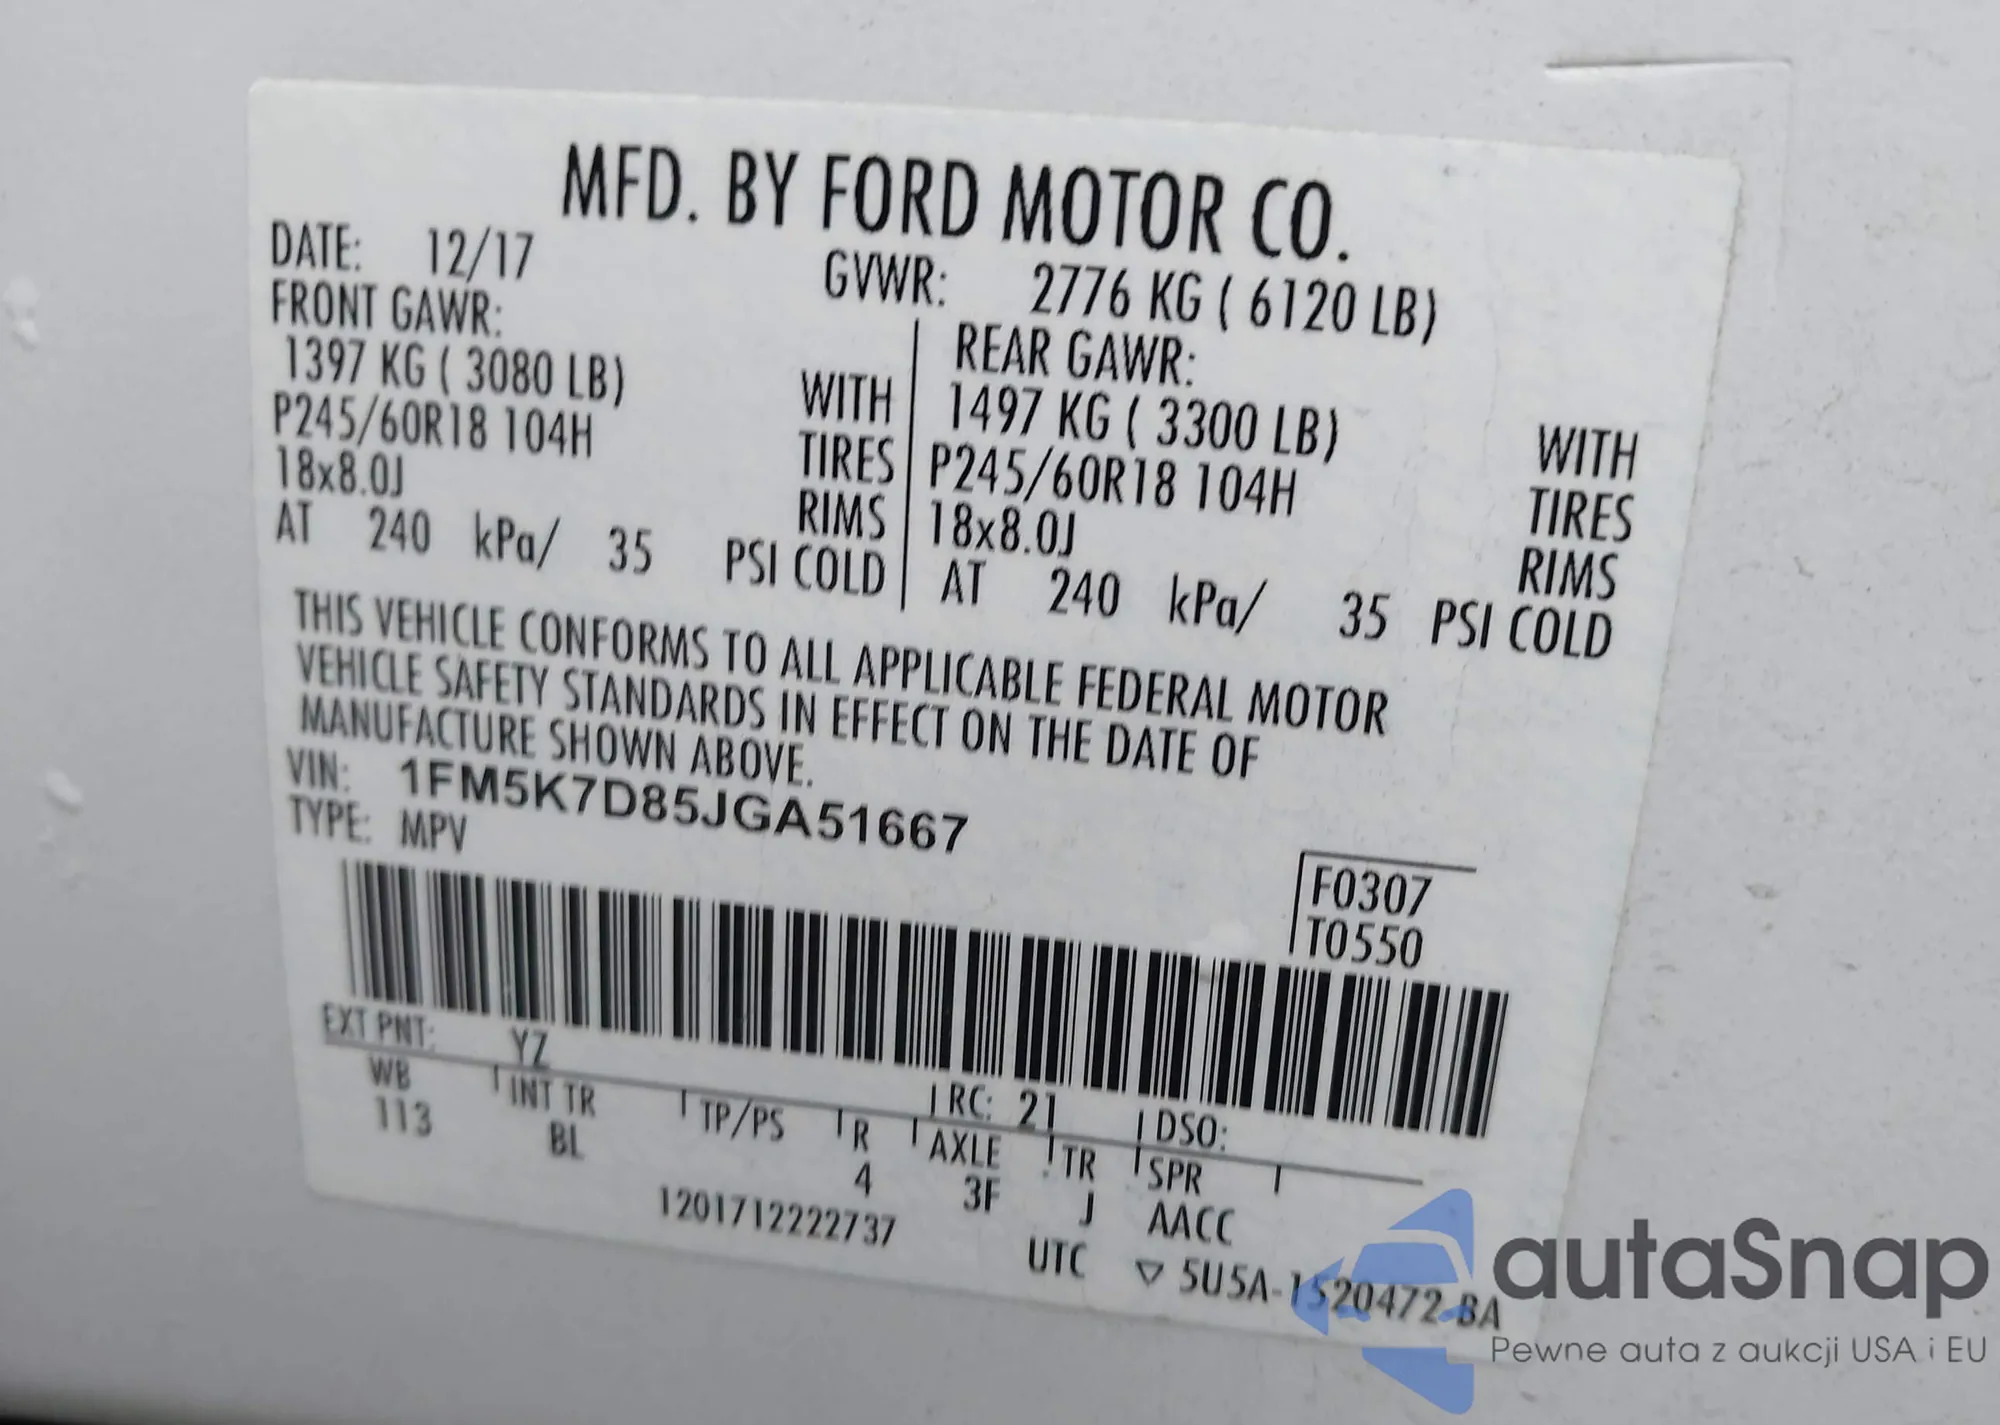 MFD. BY FORD MOTOR CO.
DATE: 12/17 GVWR: 2776 KG ( 6120 LB)
FRONT GAWR: REAR GAWR:
1397 KG ( 3080 LB) WITH 1497 KG ( 3300 LB) WITH
P245/60R18 104H TIRES P245/60R18 104H TIRES
18x8.0J RIMS 18x8.0J RIMS
AT 240 kPa/ 35 PSI COLD AT 240 kPa/ 35 PSI COLD
THIS VEHICLE CONFORMS TO ALL APPLICABLE FEDERAL MOTOR
VEHICLE SAFETY STANDARDS IN EFFECT ON THE DATE OF
MANUFACTURE SHOWN ABOVE.
VIN: 1FM5K7D85JGA51667
TYPE: MPV
F0307
T0550
EXT PNT: YZ RC: 21 DSO:
WB INT TR TP/PS R AXLE TR SPR
113 BL 4 3F J AACC
1201712222737
UTC ▽ 5U5A-1520472-BA
autaSnap
Pewne auta z aukcji USA i EU